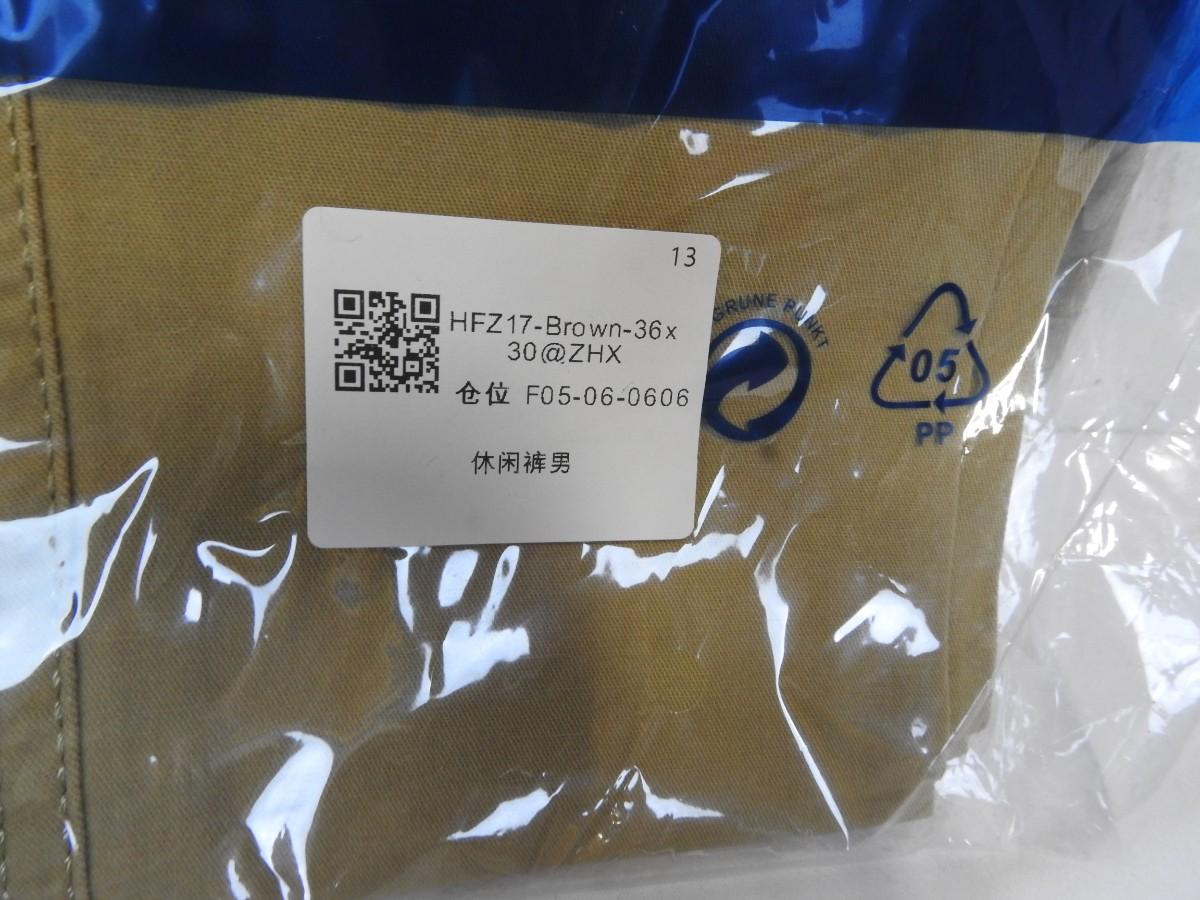 13
HFZ17-Brown-36x
30@ZHX
仓位 F05-06-0606
休闲裤男
GRUNE PUNKT
05
PP